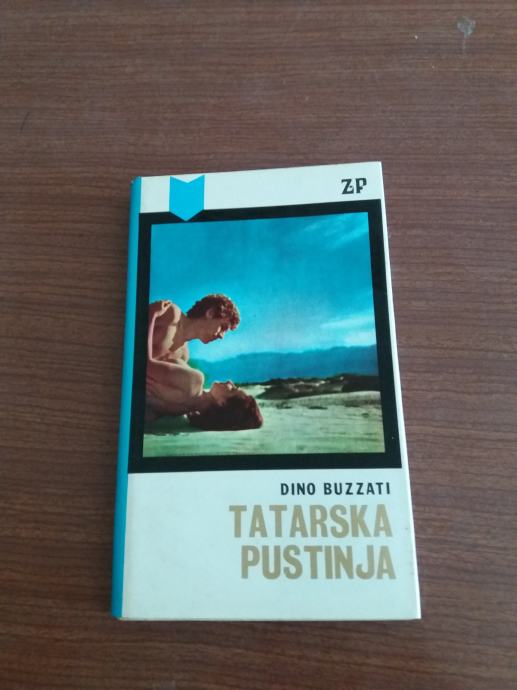 ZP
DINO BUZZATI
TATARSKA
PUSTINJA